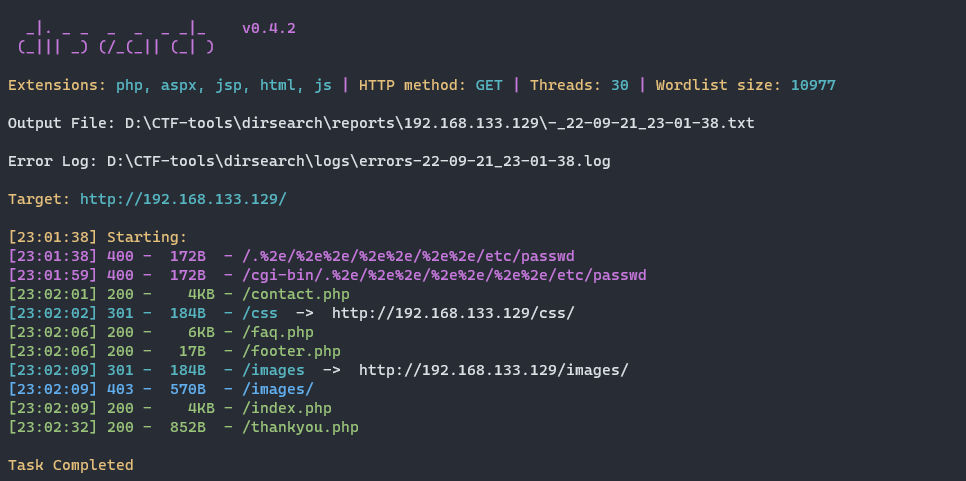 _|. _ _  _  _  _ _|_    v0.4.2
(_||| _) (/_(_|| (_| )
Extensions: php, aspx, jsp, html, js | HTTP method: GET | Threads: 30 | Wordlist size: 10977
Output File: D:\CTF-tools\dirsearch\reports\192.168.133.129\-_22-09-21_23-01-38.txt
Error Log: D:\CTF-tools\dirsearch\logs\errors-22-09-21_23-01-38.log
Target: http://192.168.133.129/
[23:01:38] Starting:
[23:01:38] 400 -  172B  - /.%2e/%2e%2e/%2e%2e/%2e%2e/etc/passwd
[23:01:59] 400 -  172B  - /cgi-bin/.%2e/%2e%2e/%2e%2e/%2e%2e/etc/passwd
[23:02:01] 200 -    4KB - /contact.php
[23:02:02] 301 -  184B  - /css  ->  http://192.168.133.129/css/
[23:02:06] 200 -    6KB - /faq.php
[23:02:06] 200 -   17B  - /footer.php
[23:02:09] 301 -  184B  - /images  ->  http://192.168.133.129/images/
[23:02:09] 403 -  570B  - /images/
[23:02:09] 200 -    4KB - /index.php
[23:02:32] 200 -  852B  - /thankyou.php
Task Completed